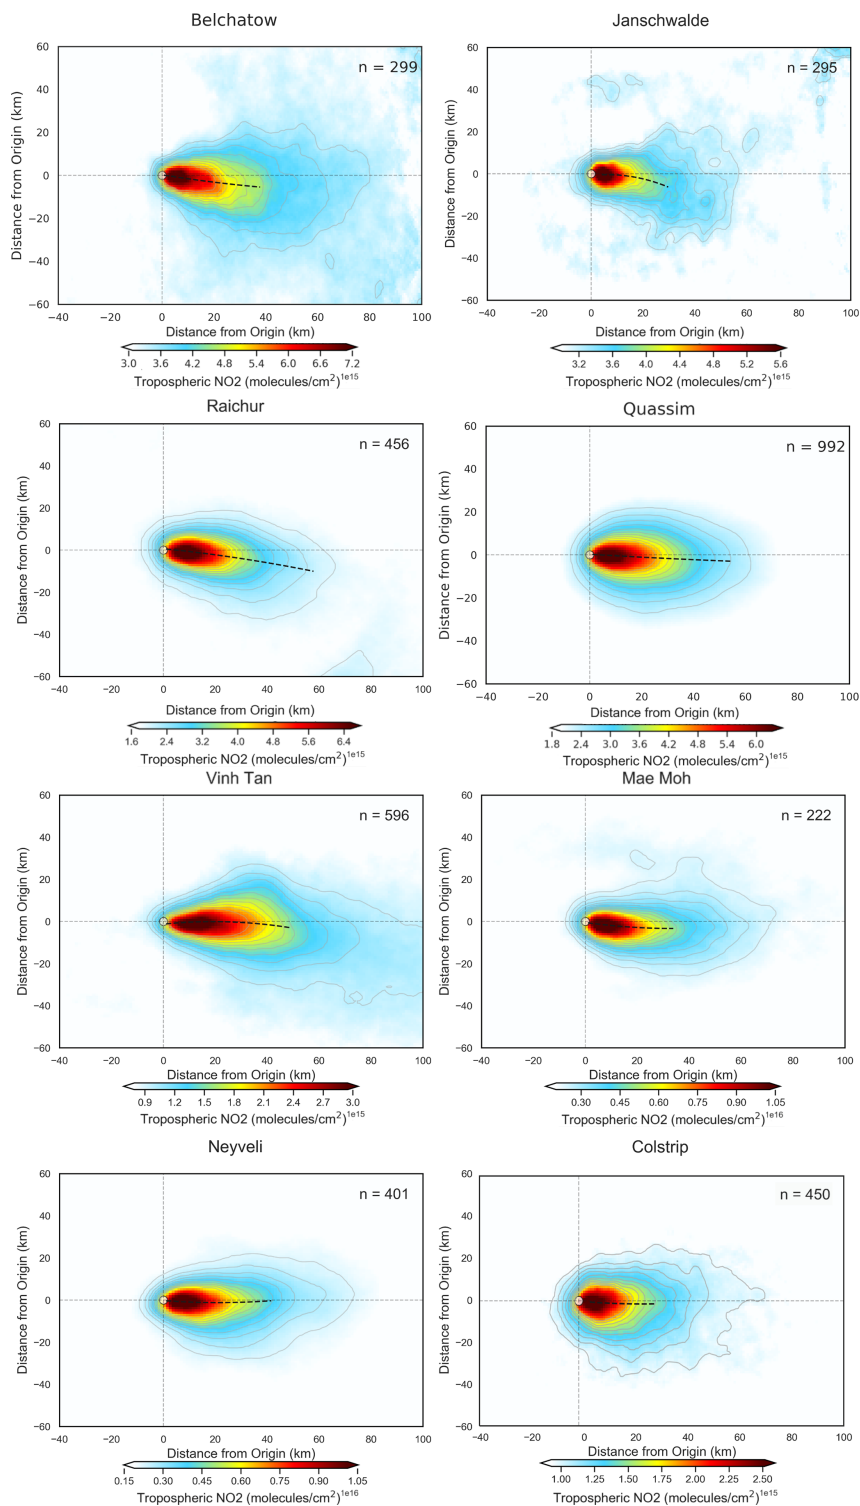 Belchatow
Janschwalde
60
60
n = 299
n = 295
40
40
20
20
0
0
−20
−20
−40
−40
−60
−60
Distance from Origin (km)
Distance from Origin (km)
−40 −20 0 20 40 60 80 100
−40 −20 0 20 40 60 80 100
Distance from Origin (km)
Distance from Origin (km)
3.0 3.6 4.2 4.8 5.4 6.0 6.6 7.2
3.2 3.6 4.0 4.4 4.8 5.2 5.6
Tropospheric NO2 (molecules/cm2)1e15
Tropospheric NO2 (molecules/cm2)1e15
Raichur
Quassim
60
60
n = 456
n = 992
40
40
20
20
0
0
−20
−20
−40
−40
−60
−60
Distance from Origin (km)
Distance from Origin (km)
−40 −20 0 20 40 60 80 100
−40 −20 0 20 40 60 80 100
Distance from Origin (km)
Distance from Origin (km)
1.6 2.4 3.2 4.0 4.8 5.6 6.4
1.8 2.4 3.0 3.6 4.2 4.8 5.4 6.0
Tropospheric NO2 (molecules/cm2)1e15
Tropospheric NO2 (molecules/cm2)1e15
Vinh Tan
Mae Moh
60
60
n = 596
n = 222
40
40
20
20
0
0
−20
−20
−40
−40
−60
−60
Distance from Origin (km)
Distance from Origin (km)
−40 −20 0 20 40 60 80 100
−40 −20 0 20 40 60 80 100
Distance from Origin (km)
Distance from Origin (km)
0.9 1.2 1.5 1.8 2.1 2.4 2.7 3.0
0.30 0.45 0.60 0.75 0.90 1.05
Tropospheric NO2 (molecules/cm2)1e15
Tropospheric NO2 (molecules/cm2)1e16
Neyveli
Colstrip
60
60
n = 401
n = 450
40
40
20
20
0
0
−20
−20
−40
−40
−60
−60
Distance from Origin (km)
Distance from Origin (km)
−40 −20 0 20 40 60 80 100
−20 0 20 40 60 80 100
Distance from Origin (km)
Distance from Origin (km)
0.15 0.30 0.45 0.60 0.75 0.90 1.05
1.00 1.25 1.50 1.75 2.00 2.25 2.50
Tropospheric NO2 (molecules/cm2)1e16
Tropospheric NO2 (molecules/cm2)1e15